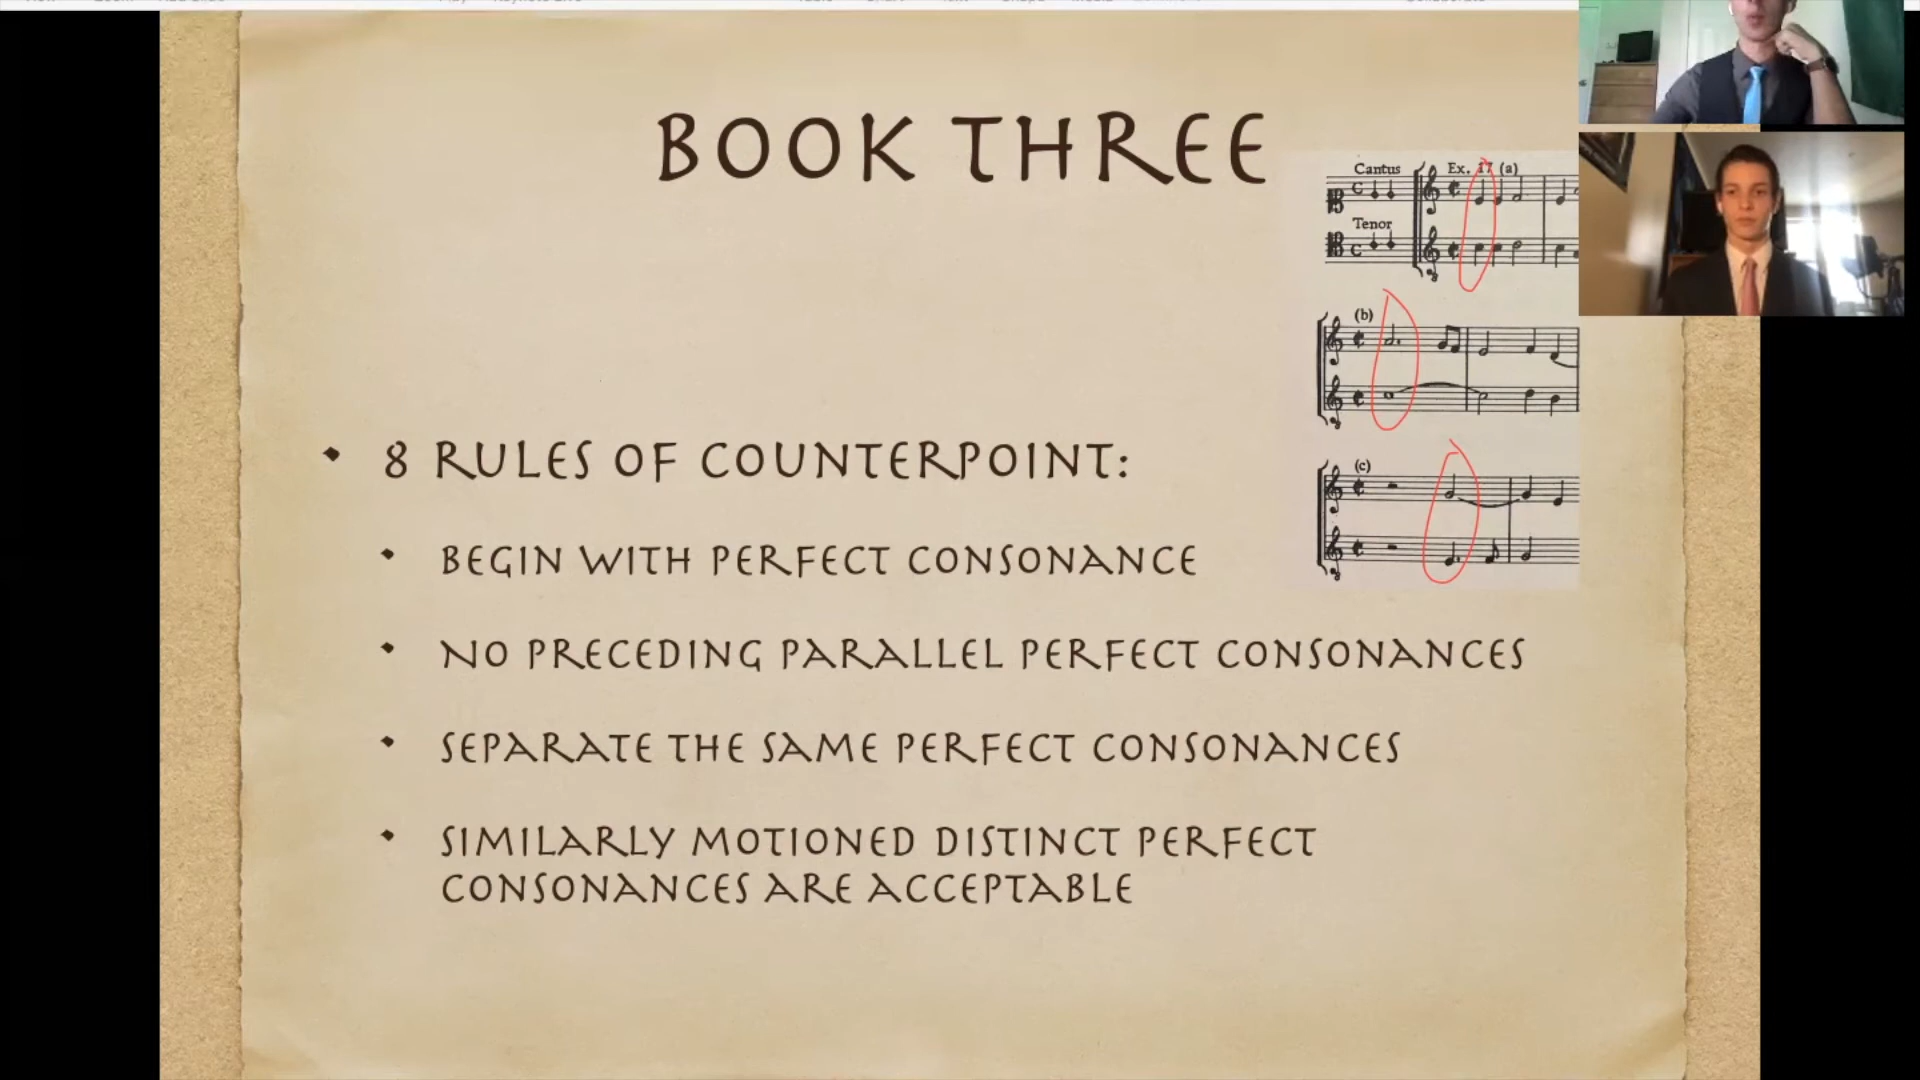 BOOK THREE
Cantus
Ex. 17 (a)
Tenor
(b)
(c)
• 8 RULES OF COUNTERPOINT:
• BEGIN WITH PERFECT CONSONANCE
• NO PRECEDING PARALLEL PERFECT CONSONANCES
• SEPARATE THE SAME PERFECT CONSONANCES
• SIMILARLY MOTIONED DISTINCT PERFECT
CONSONANCES ARE ACCEPTABLE